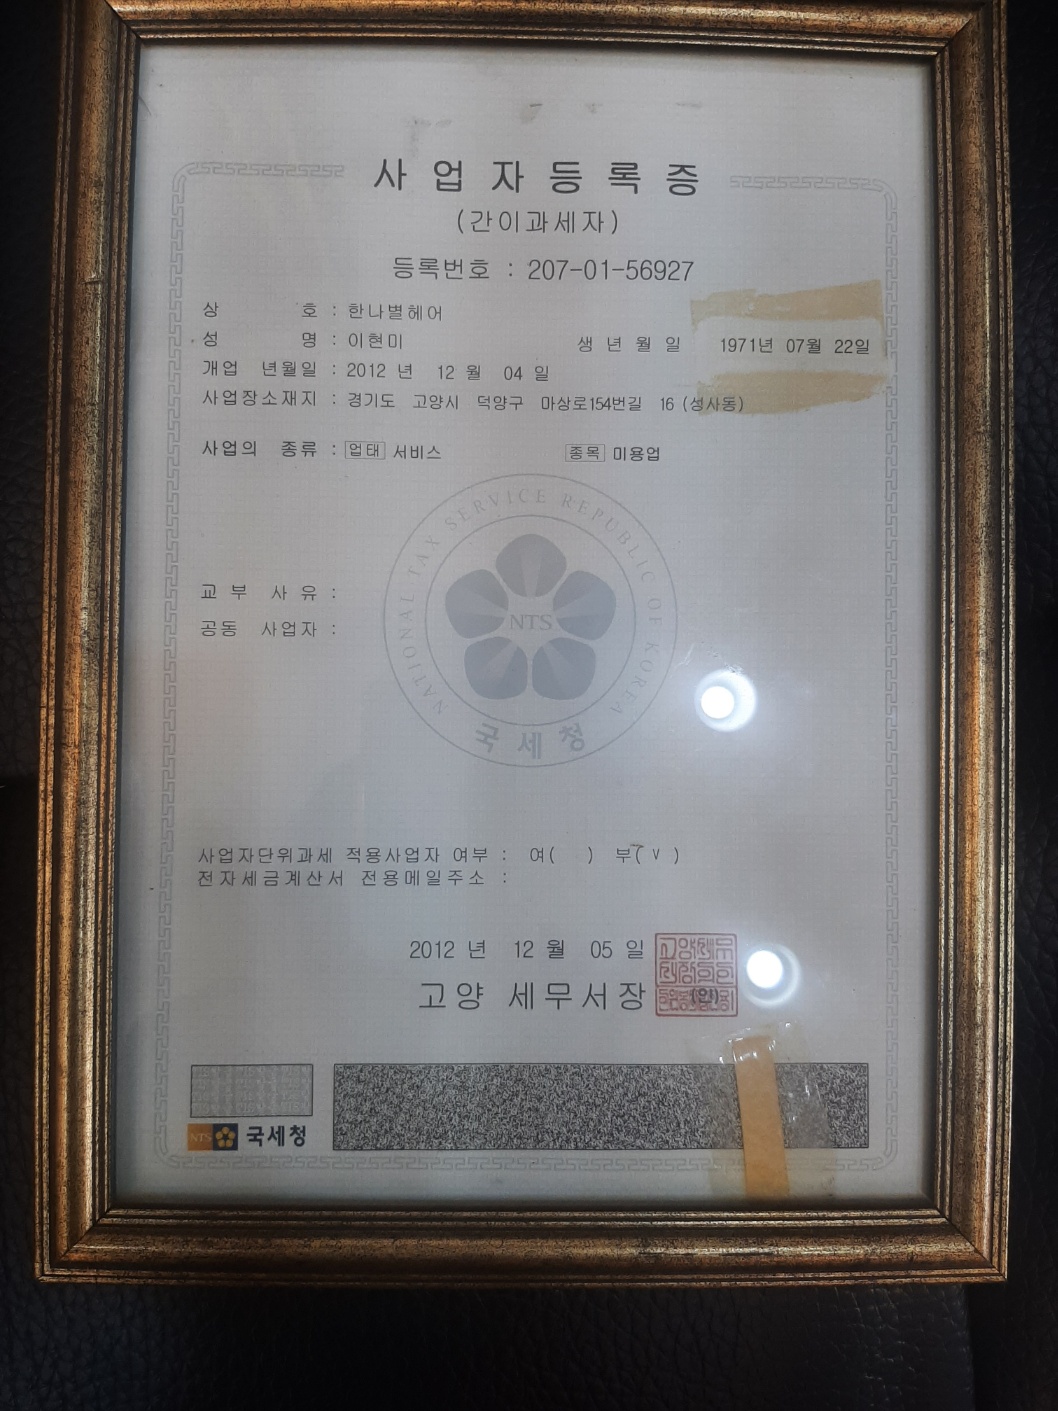 사업자등록증
(간이과세자)
등록번호 : 207-01-56927
상 호 : 한나별헤어
성 명 : 이현미 생 년 월 일 1971년 07월 22일
개업 년월일 : 2012 년 12 월 04 일
사업장소재지 : 경기도 고양시 덕양구 마상로154번길 16 (성사동)
사업의 종류 : 업태 서비스 종목 미용업
NATIONAL TAX SERVICE REPUBLIC OF KOREA
NTS
국세청
교 부 사 유 :
공동 사업자 :
사업자단위과세 적용사업자 여부 : 여( ) 부( v )
전자세금계산서 전용메일주소 :
2012 년 12 월 05 일
고양 세무서장 (인)
NTS 국세청